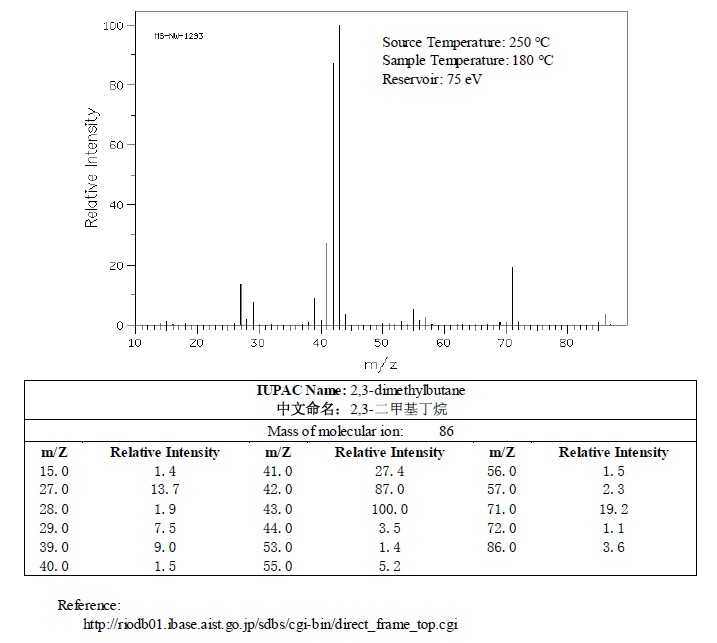 MS-NW-1293
Source Temperature: 250 ℃
Sample Temperature: 180 ℃
Reservoir: 75 eV
Relative Intensity
100
80
60
40
20
0
10 20 30 40 50 60 70 80
m/z
IUPAC Name: 2,3-dimethylbutane
中文命名：2,3-二甲基丁烷
Mass of molecular ion: 86
m/Z Relative Intensity m/Z Relative Intensity m/Z Relative Intensity
15.0 1.4 41.0 27.4 56.0 1.5
27.0 13.7 42.0 87.0 57.0 2.3
28.0 1.9 43.0 100.0 71.0 19.2
29.0 7.5 44.0 3.5 72.0 1.1
39.0 9.0 53.0 1.4 86.0 3.6
40.0 1.5 55.0 5.2
Reference:
http://riodb01.ibase.aist.go.jp/sdbs/cgi-bin/direct_frame_top.cgi